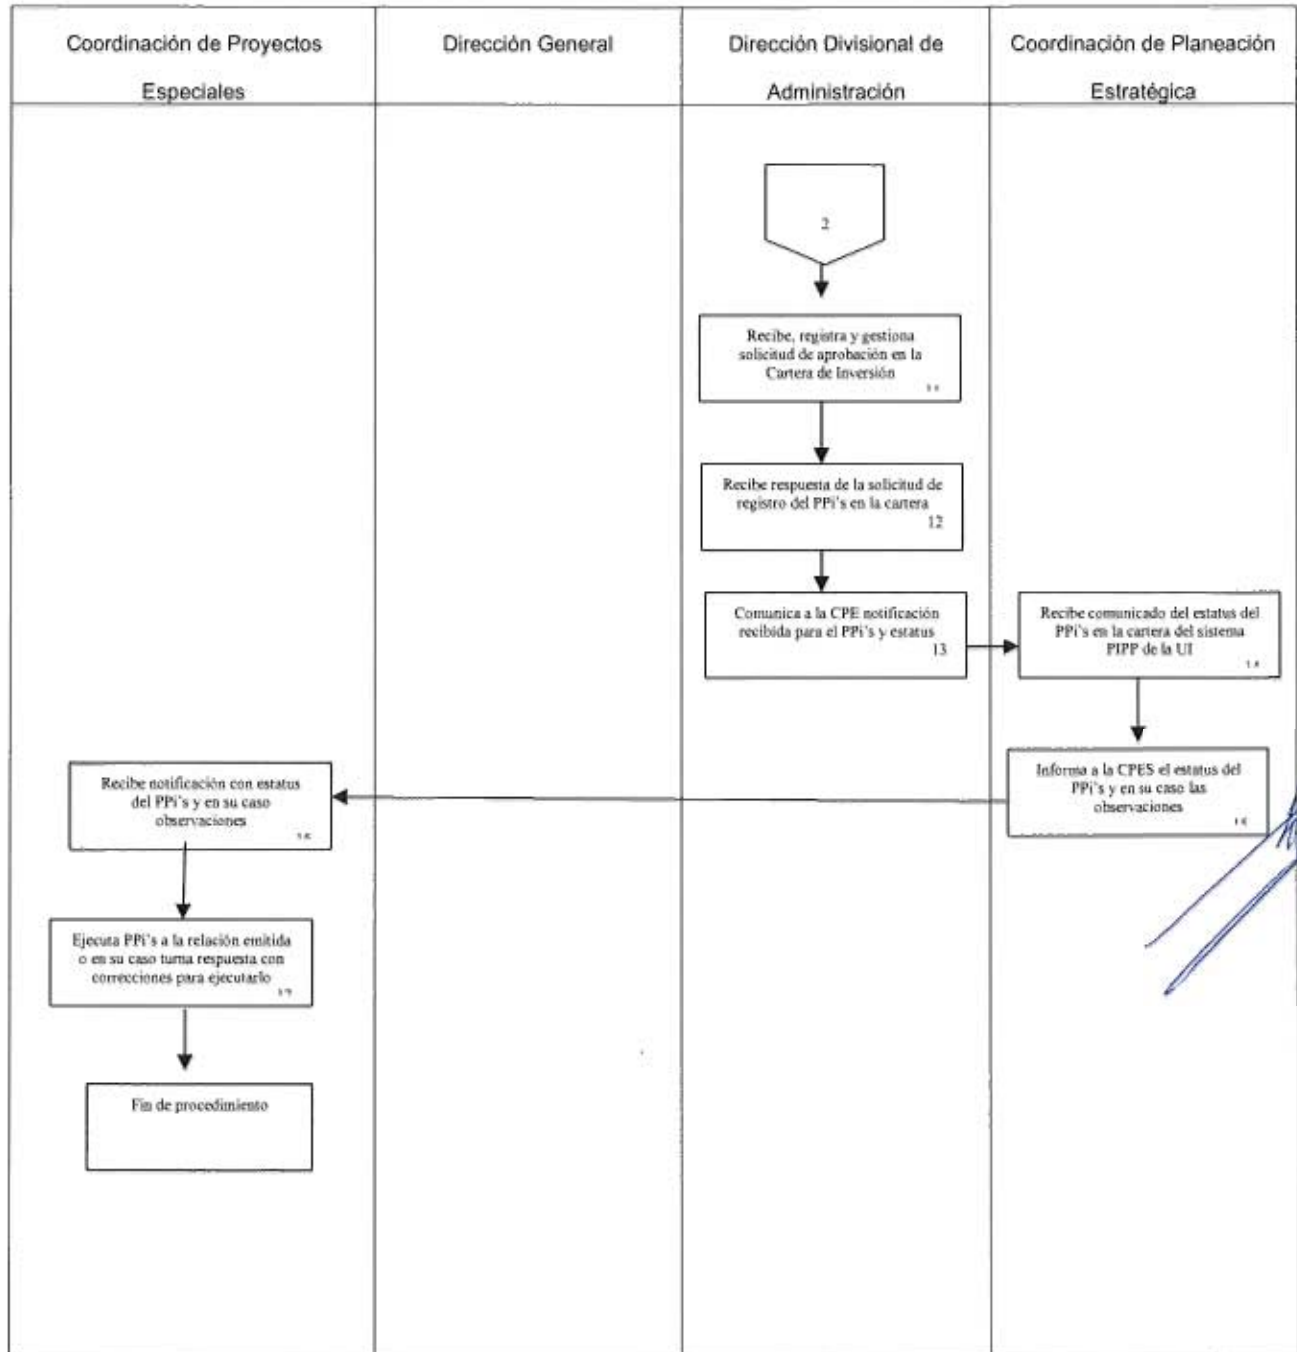 Coordinación de Proyectos
Especiales
Dirección General
Dirección Divisional de
Administración
Coordinación de Planeación
Estratégica
2
Recibe, registra y gestiona
solicitud de aprobación en la
Cartera de Inversión
Recibe respuesta de la solicitud de
registro del PPi's en la cartera
12
Comunica a la CPE notificación
recibida para el PPi's y estatus
13
Recibe comunicado del estatus del
PPi's en la cartera del sistema
PIPP de la UI
Informa a la CPES el estatus del
PPi's y en su caso las
observaciones
Recibe notificación con estatus
del PPi's y en su caso
observaciones
Ejecuta PPi's a la relación emitida
o en su caso turna respuesta con
correcciones para ejecutarlo
Fin de procedimiento